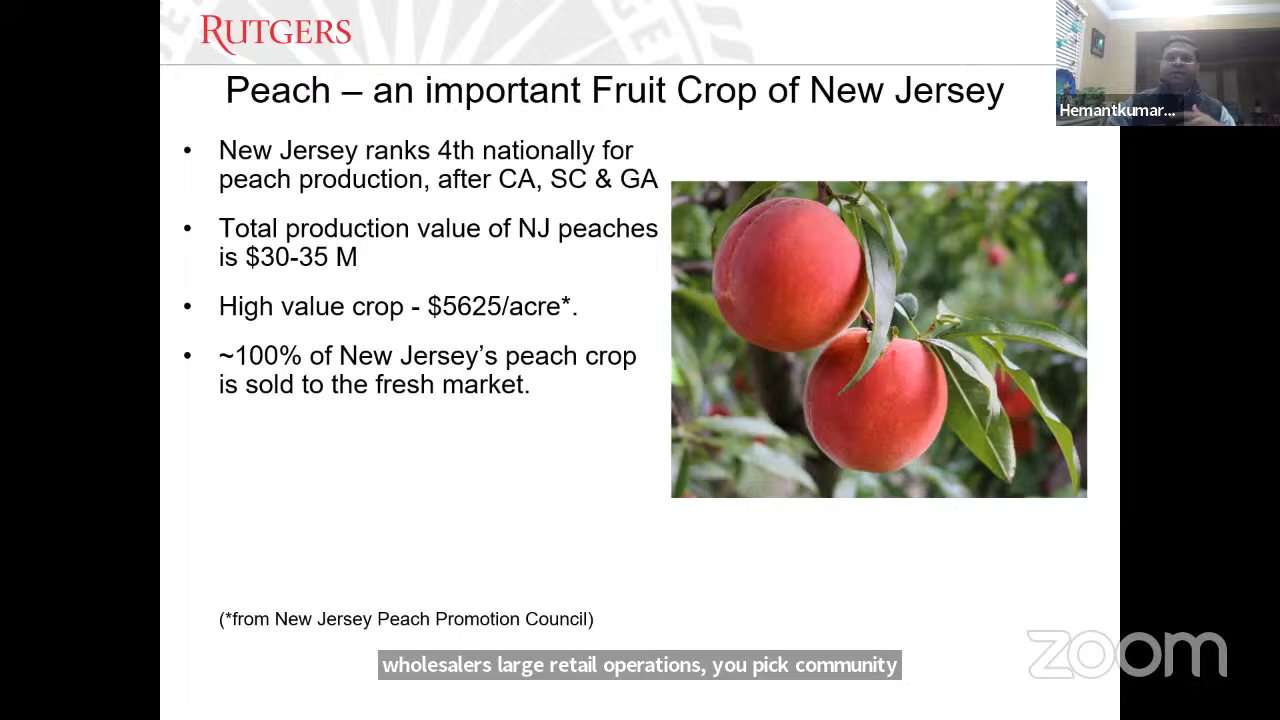 RUTGERS
Peach – an important Fruit Crop of New Jersey
Hemantkumar...
• New Jersey ranks 4th nationally for
peach production, after CA, SC & GA
• Total production value of NJ peaches
is $30-35 M
• High value crop - $5625/acre*.
• ~100% of New Jersey’s peach crop
is sold to the fresh market.
(*from New Jersey Peach Promotion Council)
wholesalers large retail operations, you pick community
zoom